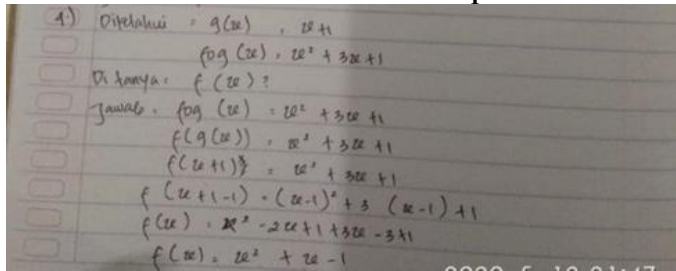 4.) Diketahui : g(x) = x+1
fog (x) = x² + 3x +1
Ditanya : f (x) ?
Jawab : fog (x) = x² + 3x +1
f(g(x)) = x² + 3x +1
f(x+1) = x² + 3x +1
f (x+1-1) = (x-1)² + 3 (x-1) +1
f(x) = x² - 2x +1 +3x -3+1
f(x) = x² + x -1